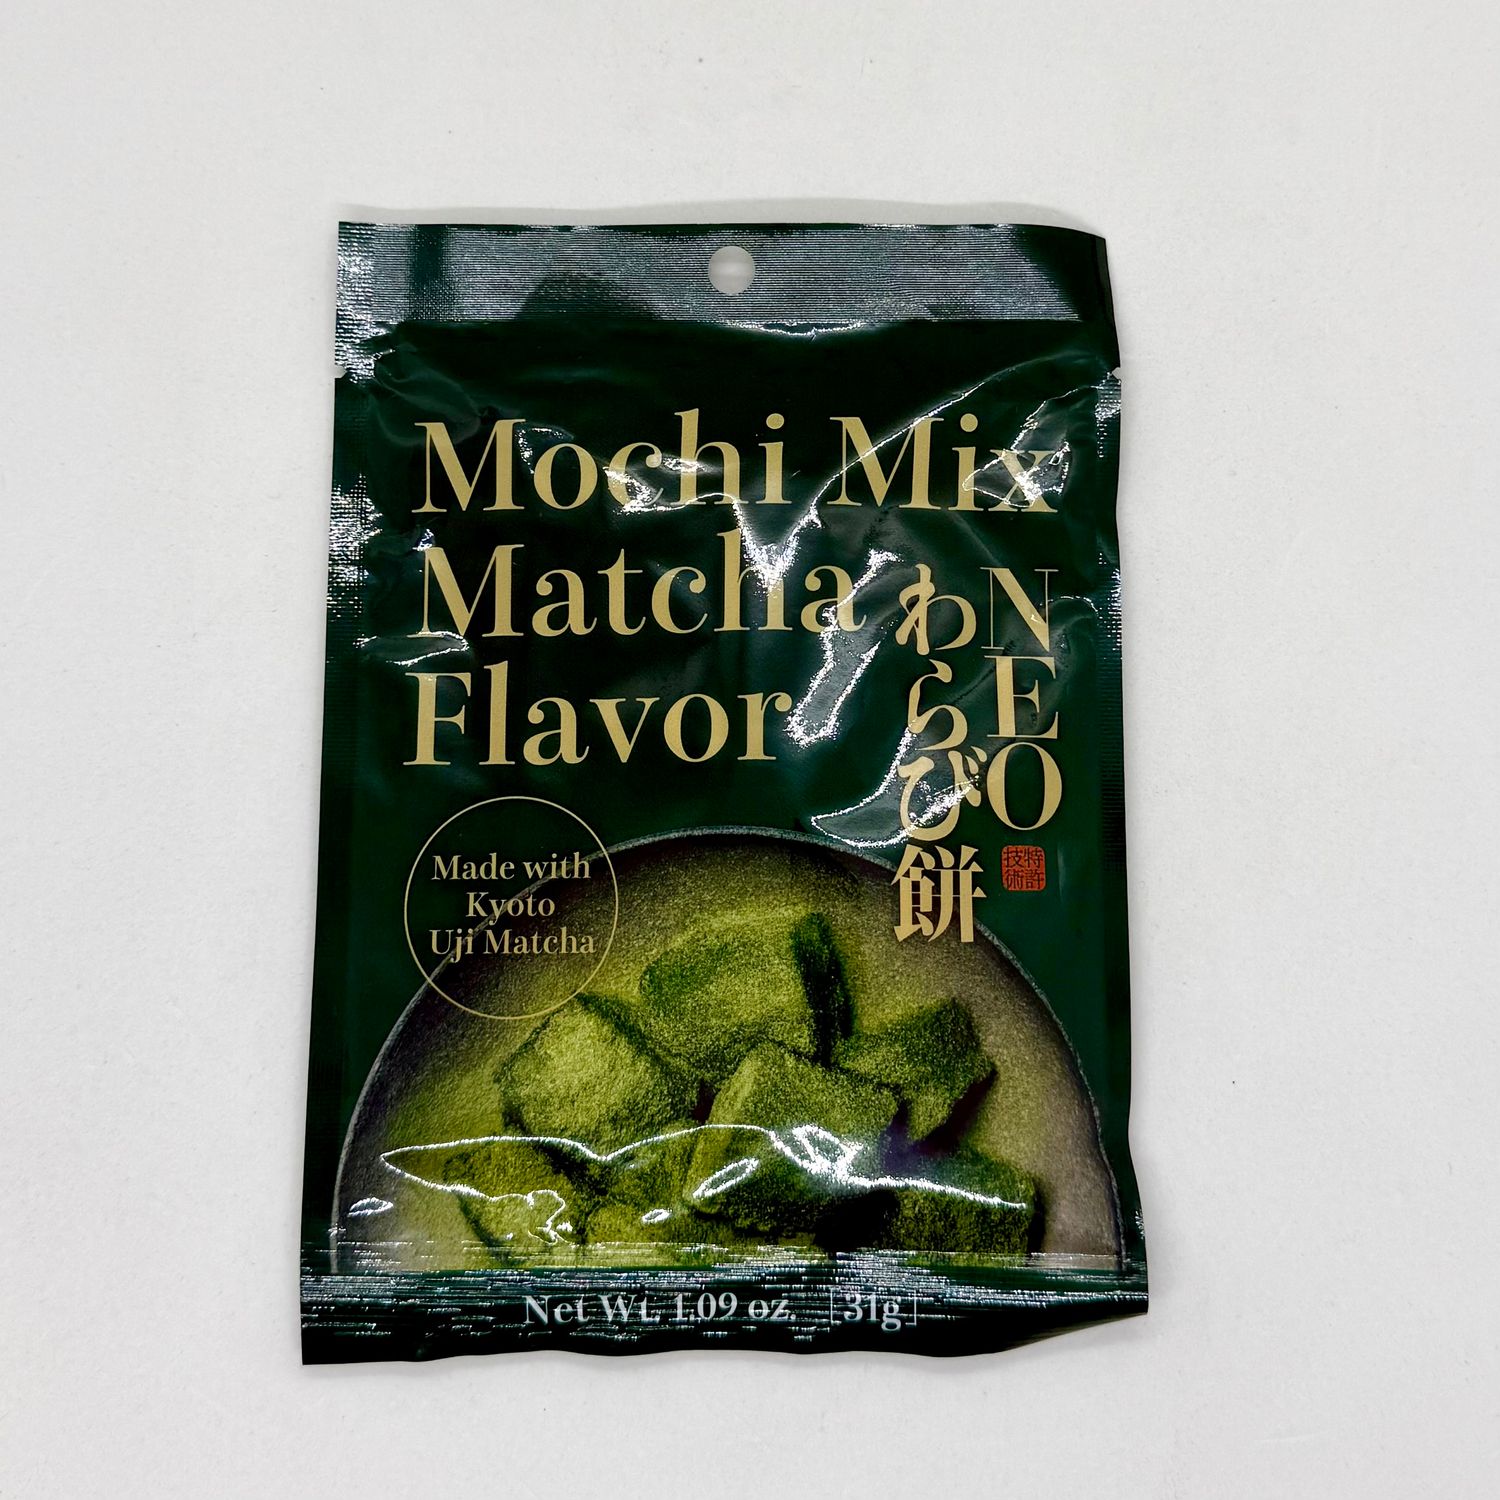 Mochi Mix
Matcha
Flavor
NEO
わらび餅
特許
技術
Made with
Kyoto
Uji Matcha
Net Wt. 1.09 oz. [31g]